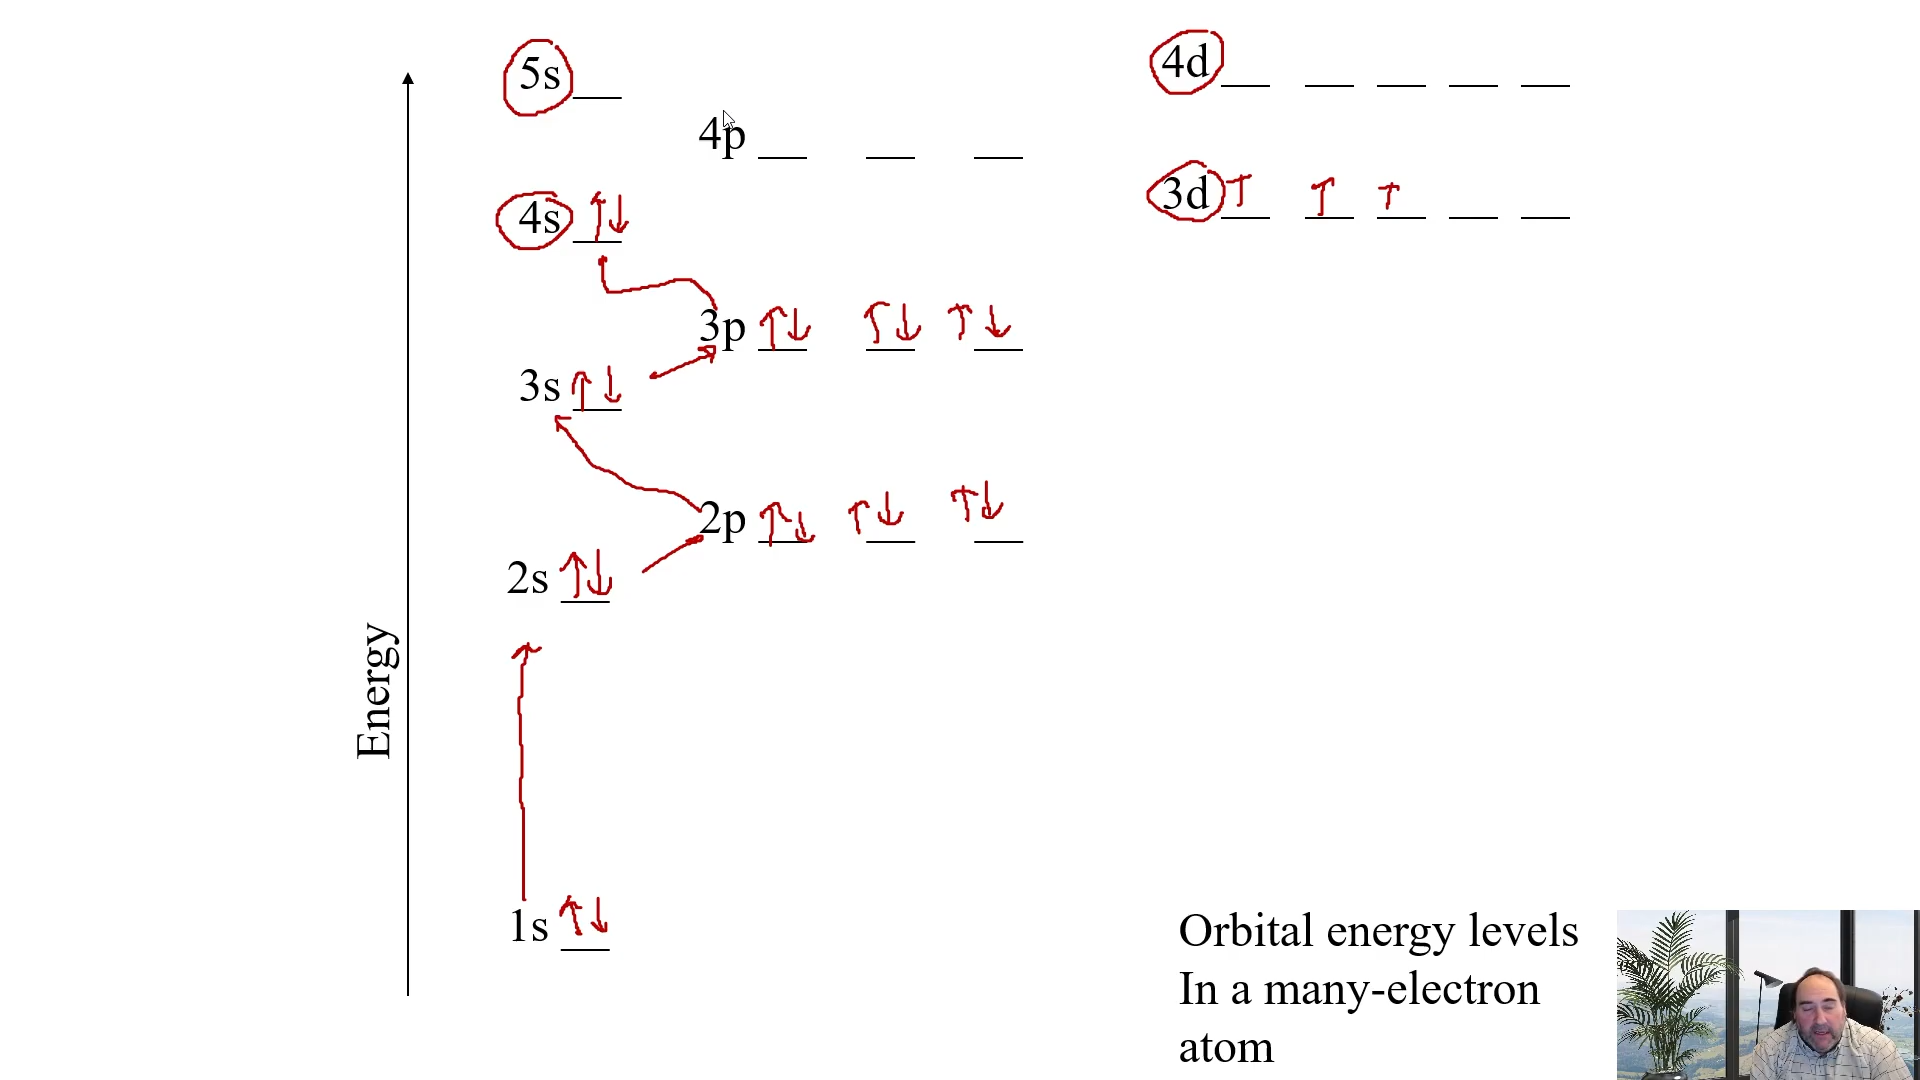 5s
4d
4p
4s ↑↓
3d ↑ ↑ ↑
3p ↑↓ ↑↓ ↑↓
3s ↑↓
2p ↑↓ ↑↓ ↑↓
2s ↑↓
Energy
1s ↑↓
Orbital energy levels
In a many-electron
atom